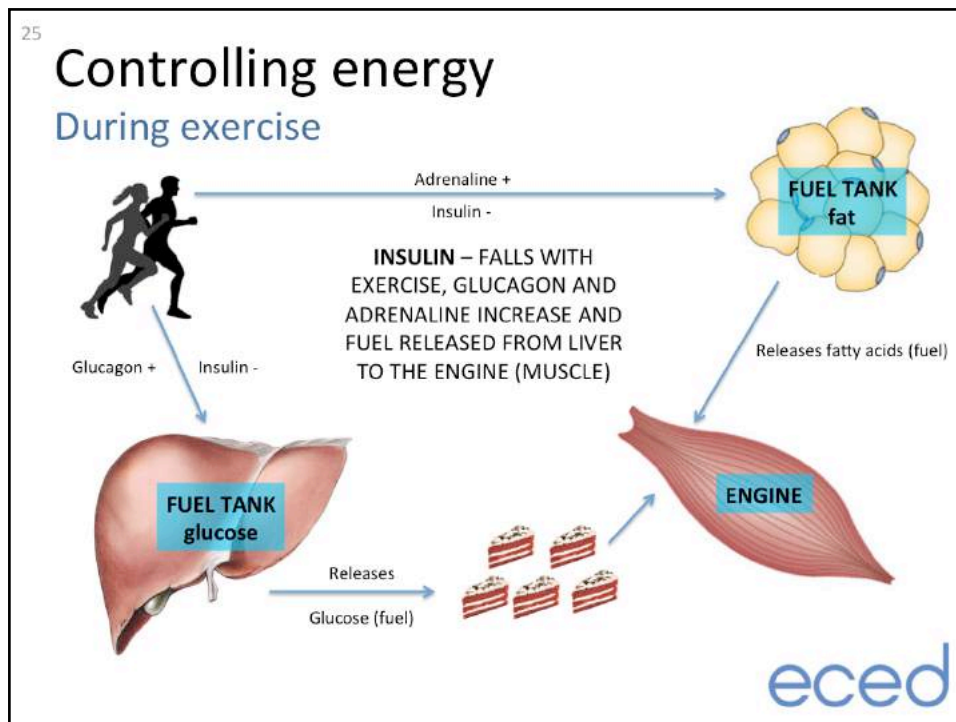 25
Controlling energy
During exercise
Adrenaline +
Insulin -
FUEL TANK
fat
INSULIN – FALLS WITH
EXERCISE, GLUCAGON AND
ADRENALINE INCREASE AND
FUEL RELEASED FROM LIVER
TO THE ENGINE (MUSCLE)
Glucagon +
Insulin -
Releases fatty acids (fuel)
FUEL TANK
glucose
ENGINE
Releases
Glucose (fuel)
eced